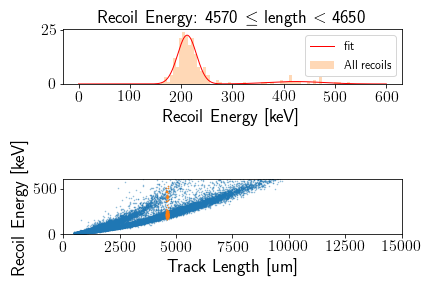 Recoil Energy: 4570 ≤ length < 4650
25
0
fit
All recoils
0 100 200 300 400 500 600
Recoil Energy [keV]
Recoil Energy [keV]
500
0
0 2500 5000 7500 10000 12500 15000
Track Length [um]